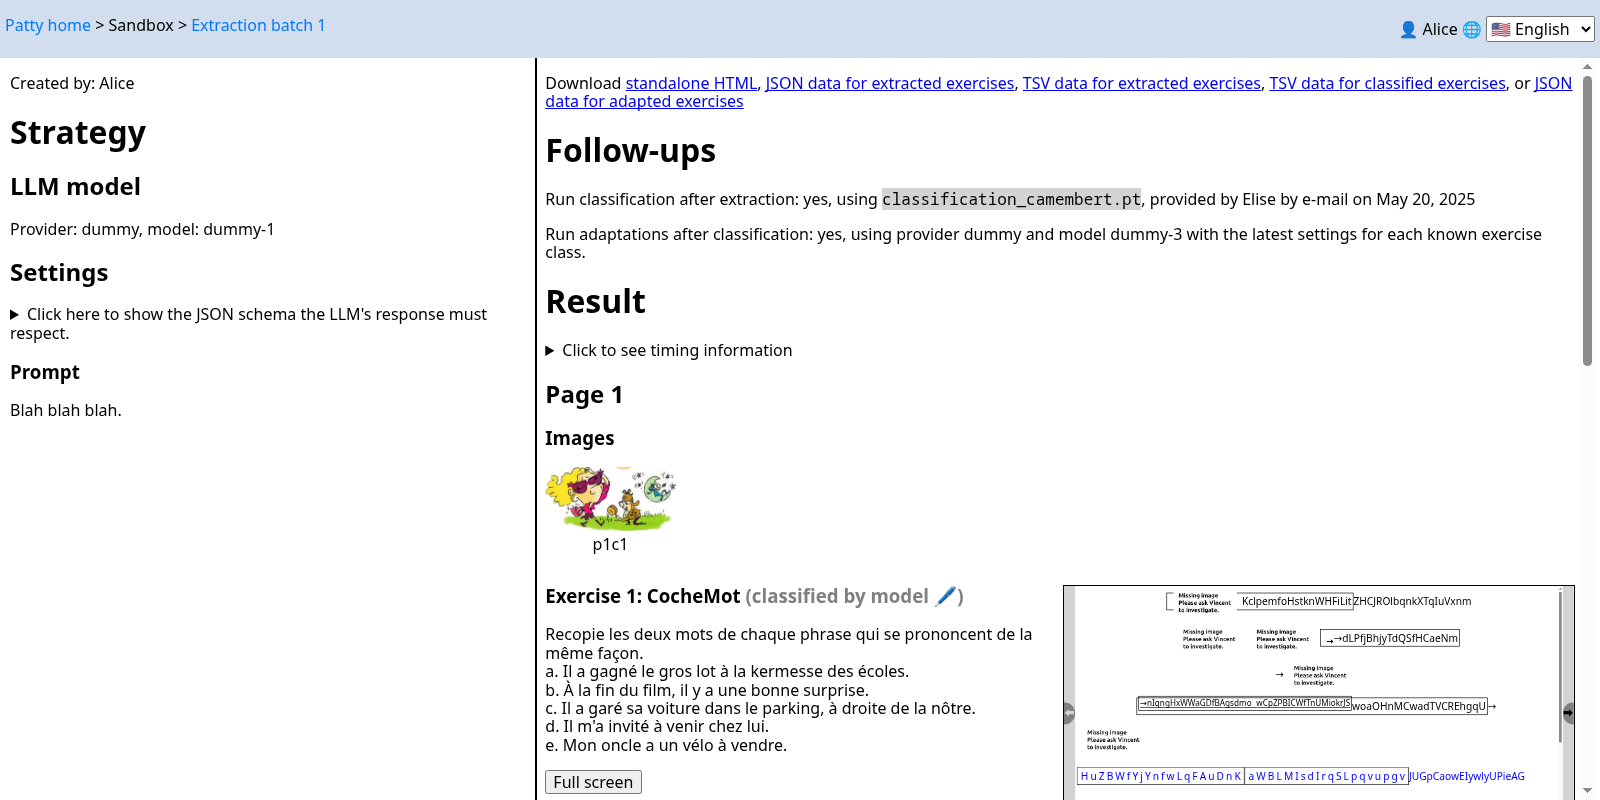 Patty home > Sandbox > Extraction batch 1
Alice
English
Created by: Alice
Strategy
LLM model
Provider: dummy, model: dummy-1
Settings
Click here to show the JSON schema the LLM's response must
respect.
Prompt
Blah blah blah.
Download standalone HTML, JSON data for extracted exercises, TSV data for extracted exercises, TSV data for classified exercises, or JSON
data for adapted exercises
Follow-ups
Run classification after extraction: yes, using classification_camembert.pt, provided by Elise by e-mail on May 20, 2025
Run adaptations after classification: yes, using provider dummy and model dummy-3 with the latest settings for each known exercise
class.
Result
Click to see timing information
Page 1
Images
p1c1
Exercise 1: CocheMot (classified by model 🖊️)
Recopie les deux mots de chaque phrase qui se prononcent de la
même façon.
a. Il a gagné le gros lot à la kermesse des écoles.
b. À la fin du film, il y a une bonne surprise.
c. Il a garé sa voiture dans le parking, à droite de la nôtre.
d. Il m'a invité à venir chez lui.
e. Mon oncle a un vélo à vendre.
Full screen
Missing image
Please ask Vincent
to investigate.
KclpemfoHstknWHFiLitZHCJROlbqnkXTqIuVxnm
Missing image
Please ask Vincent
to investigate.
Missing image
Please ask Vincent
to investigate.
→→dLPfjBhjyTdQSfHCaeNm
→
Missing image
Please ask Vincent
to investigate.
→nIqngHxWWaGDfBAgsdmo wCpZPBICWfTnUMiokrJSwoaOHnMCwadTVCREhgqU→
Missing image
Please ask Vincent
to investigate.
HuZBWfYjYnfwLqFAuDnKaWBLMIsdIrqSLpqvupgvJUGpCaowEIywlyUPieAG